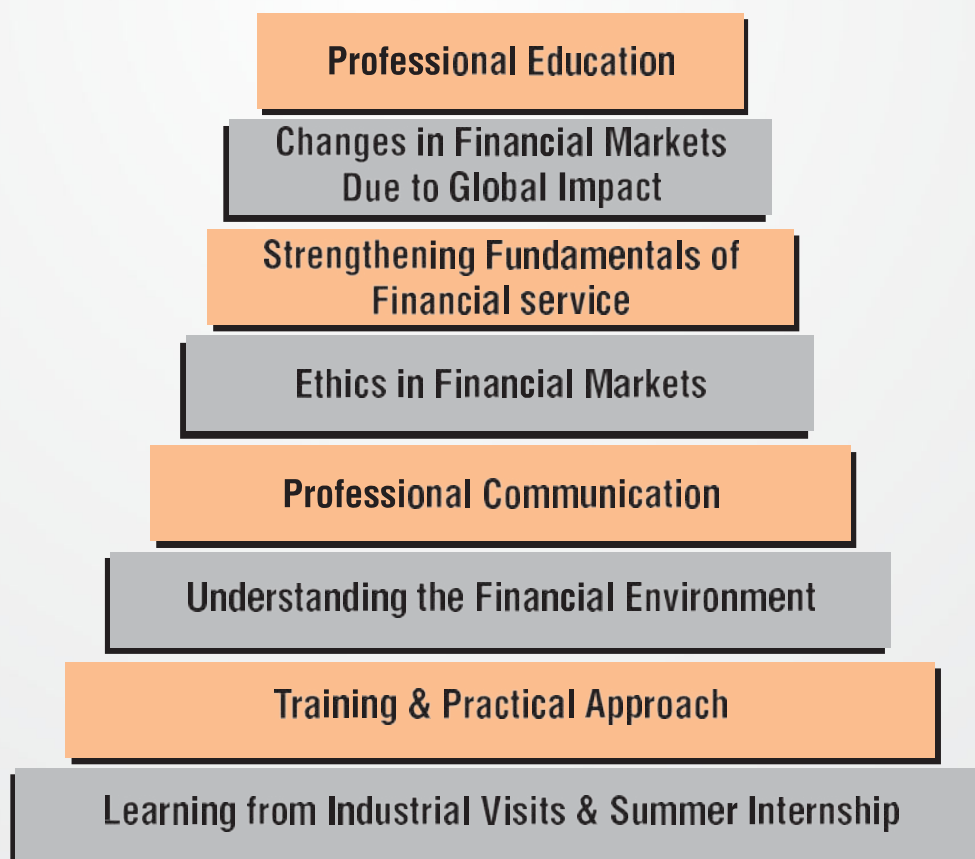 Professional Education
Changes in Financial Markets
Due to Global Impact
Strengthening Fundamentals of
Financial service
Ethics in Financial Markets
Professional Communication
Understanding the Financial Environment
Training & Practical Approach
Learning from Industrial Visits & Summer Internship